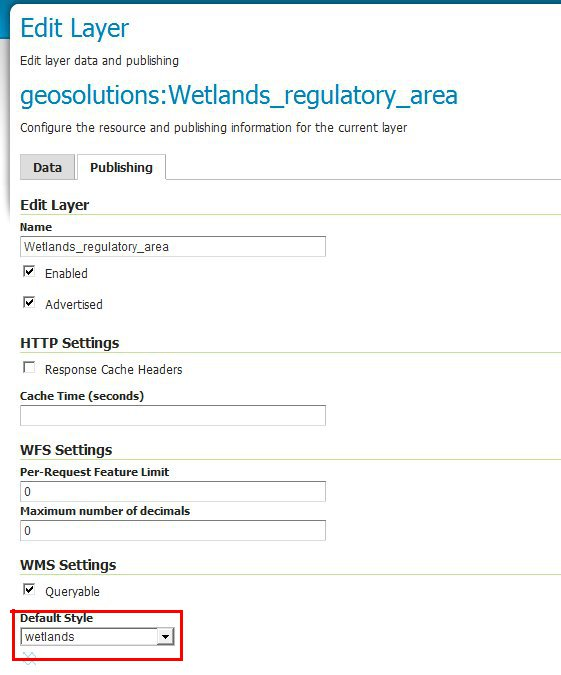 Edit Layer
Edit layer data and publishing
geosolutions:Wetlands_regulatory_area
Configure the resource and publishing information for the current layer
Data Publishing
Edit Layer
Name
Wetlands_regulatory_area
Enabled
Advertised
HTTP Settings
Response Cache Headers
Cache Time (seconds)
WFS Settings
Per-Request Feature Limit
0
Maximum number of decimals
0
WMS Settings
Queryable
Default Style
wetlands